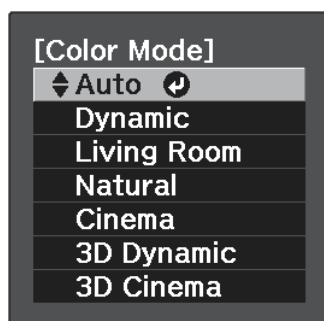 [Color Mode]
Auto
Dynamic
Living Room
Natural
Cinema
3D Dynamic
3D Cinema